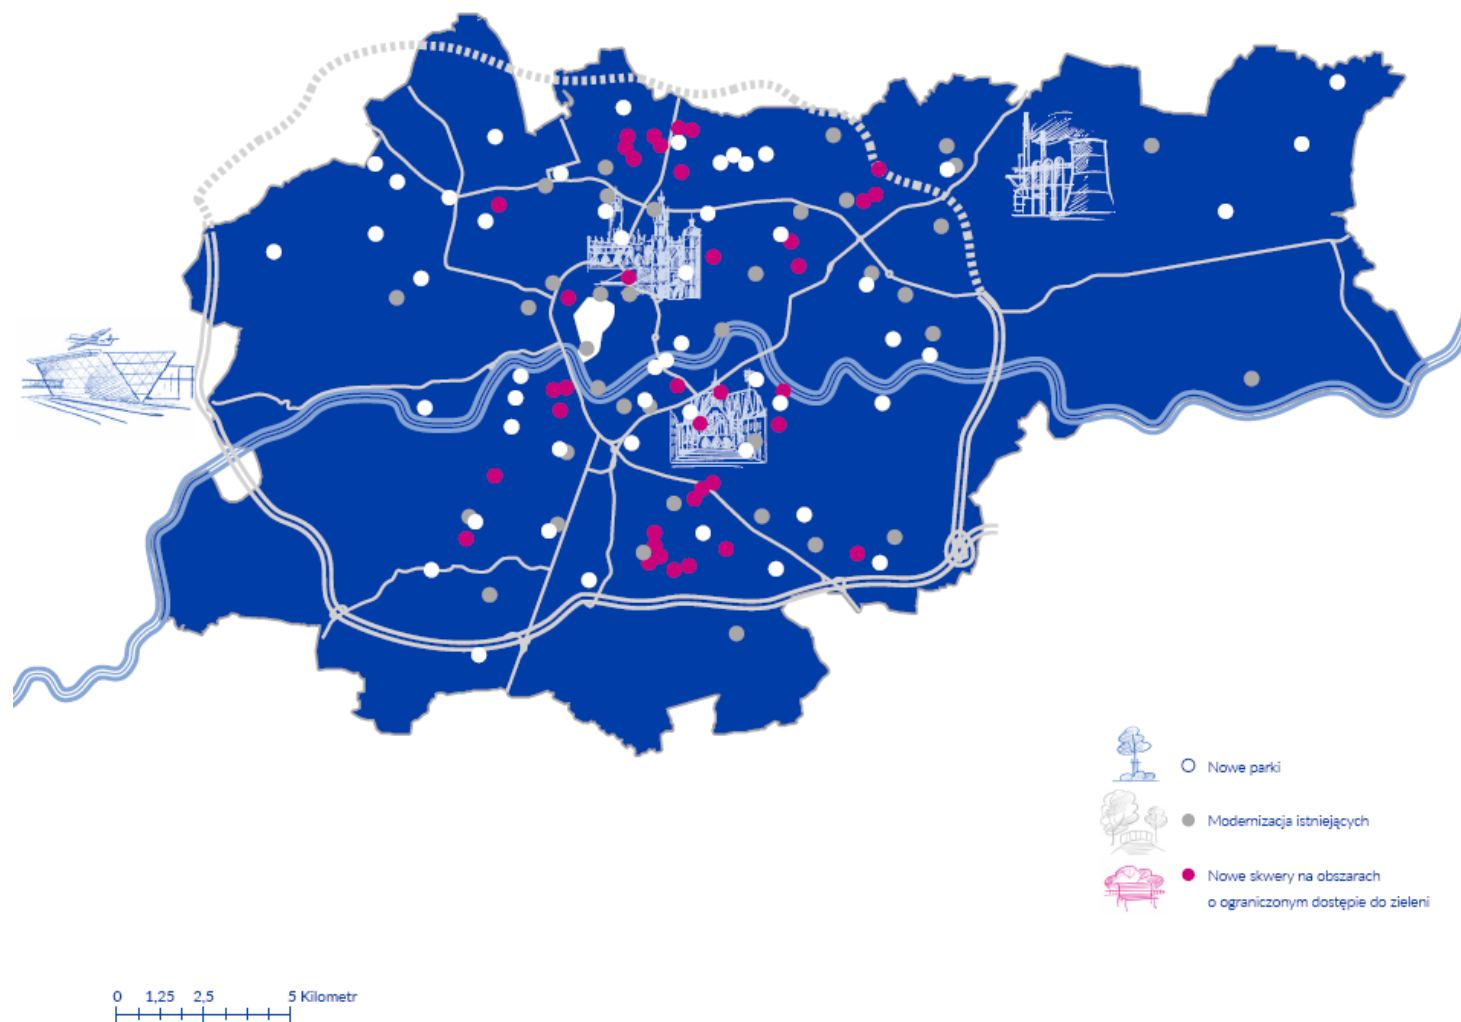 Nowe parki
Modernizacja istniejących
Nowe skwery na obszarach
o ograniczonym dostępie do zieleni
0 1,25 2,5 5 Kilometr